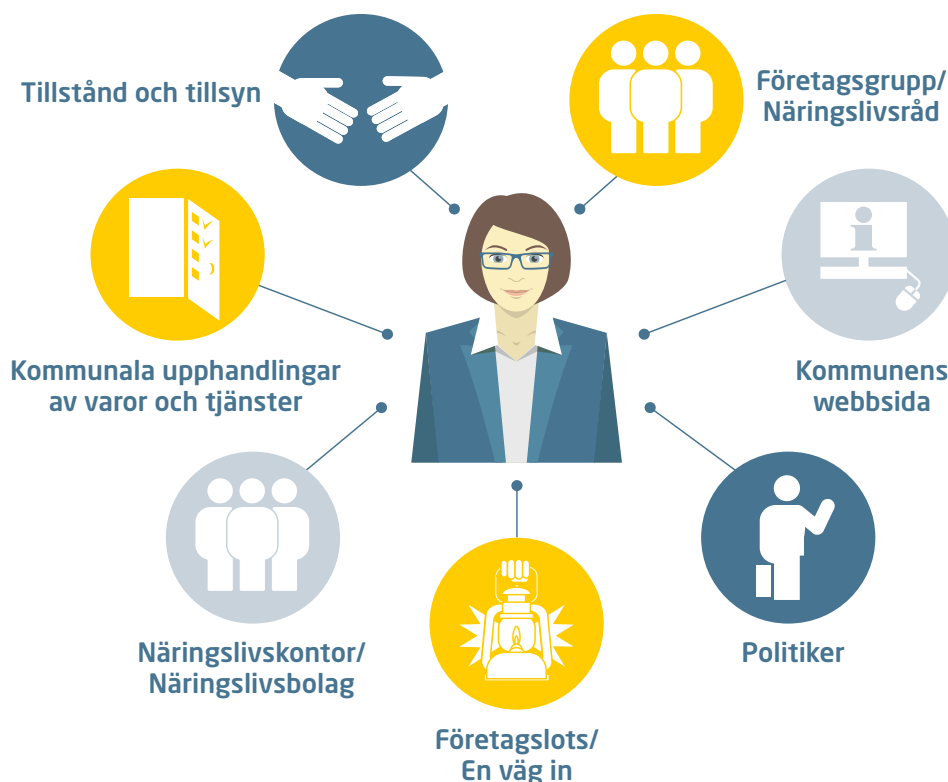 Tillstånd och tillsyn
Företagsgrupp/
Näringslivsråd
Kommunala upphandlingar
av varor och tjänster
Kommunens
webbsida
Näringslivskontor/
Näringslivsbolag
Politiker
Företagslots/
En väg in